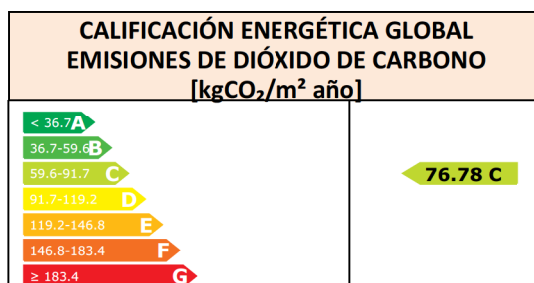 CALIFICACIÓN ENERGÉTICA GLOBAL
EMISIONES DE DIÓXIDO DE CARBONO
[kgCO₂/m² año]
< 36.7 A
36.7-59.6 B
59.6-91.7 C
76.78 C
91.7-119.2 D
119.2-146.8 E
146.8-183.4 F
≥ 183.4 G